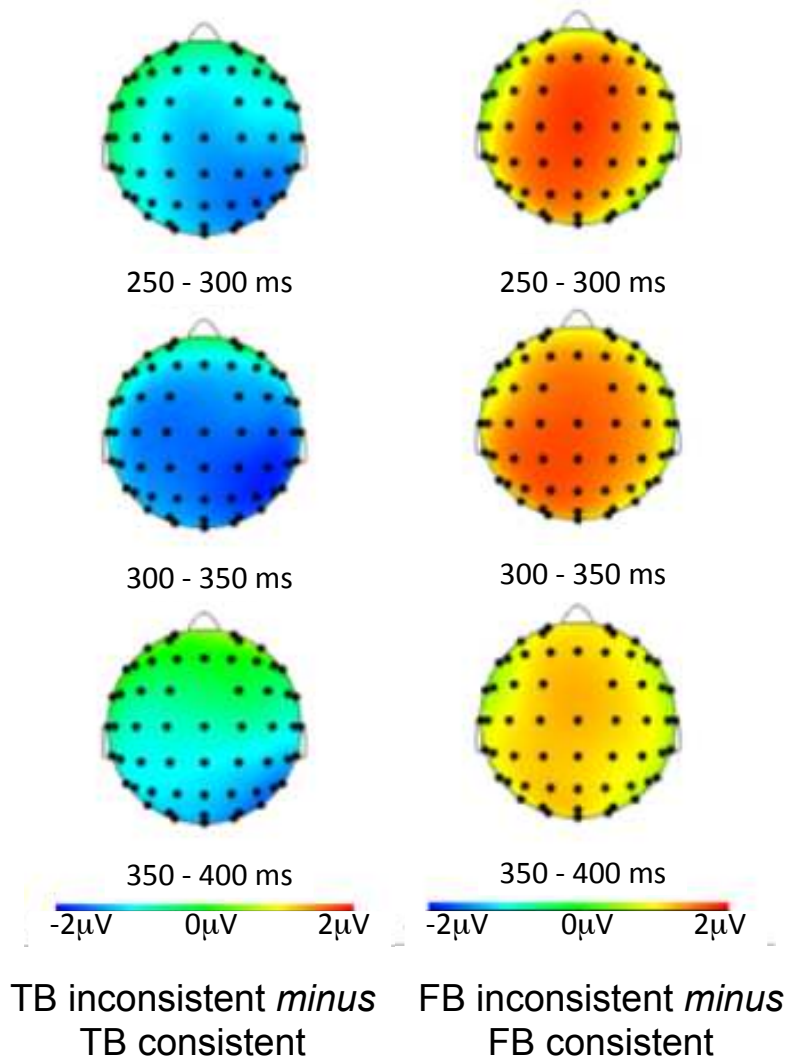 250 - 300 ms 250 - 300 ms
300 - 350 ms 300 - 350 ms
350 - 400 ms 350 - 400 ms
-2μV 0μV 2μV -2μV 0μV 2μV
TB inconsistent minus FB inconsistent minus
TB consistent FB consistent